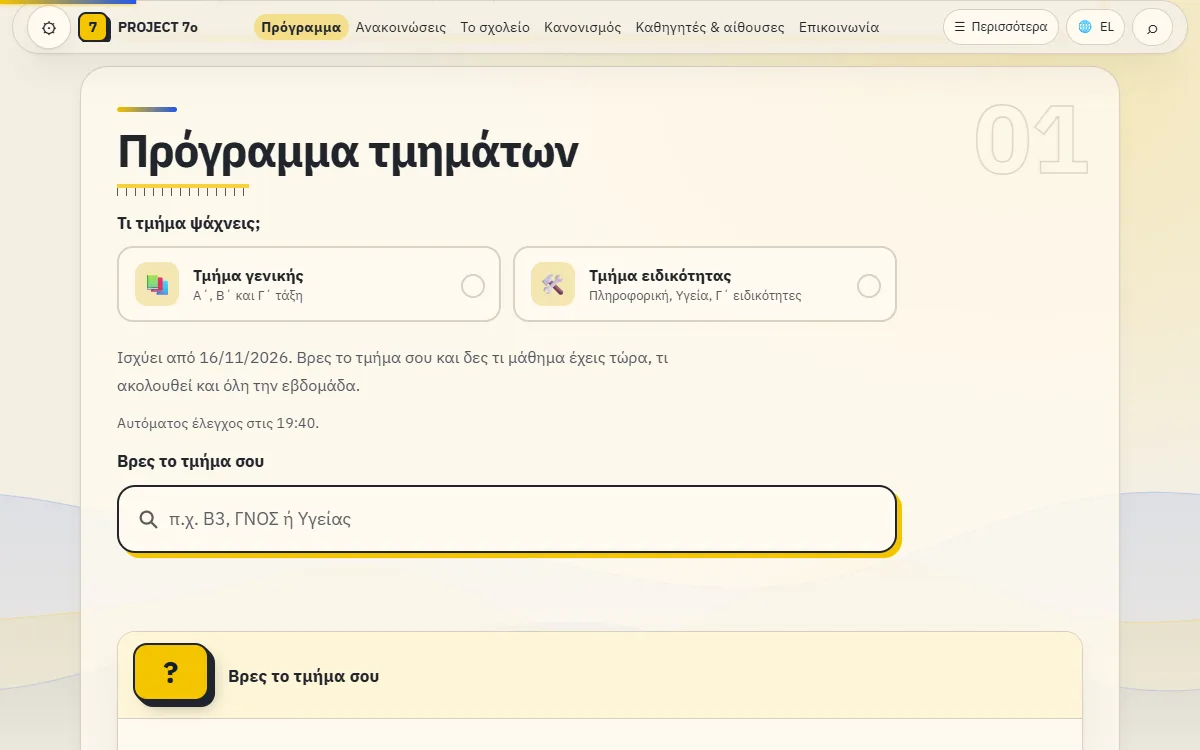 7 PROJECT 7ο Πρόγραμμα Ανακοινώσεις Το σχολείο Κανονισμός Καθηγητές & αίθουσες Επικοινωνία ☰ Περισσότερα EL
01
Πρόγραμμα τμημάτων
Τι τμήμα ψάχνεις;
Τμήμα γενικής
Α΄, Β΄ και Γ΄ τάξη
Τμήμα ειδικότητας
Πληροφορική, Υγεία, Γ΄ ειδικότητες
Ισχύει από 16/11/2026. Βρες το τμήμα σου και δες τι μάθημα έχεις τώρα, τι
ακολουθεί και όλη την εβδομάδα.
Αυτόματος έλεγχος στις 19:40.
Βρες το τμήμα σου
π.χ. Β3, ΓΝΟΣ ή Υγείας
? Βρες το τμήμα σου